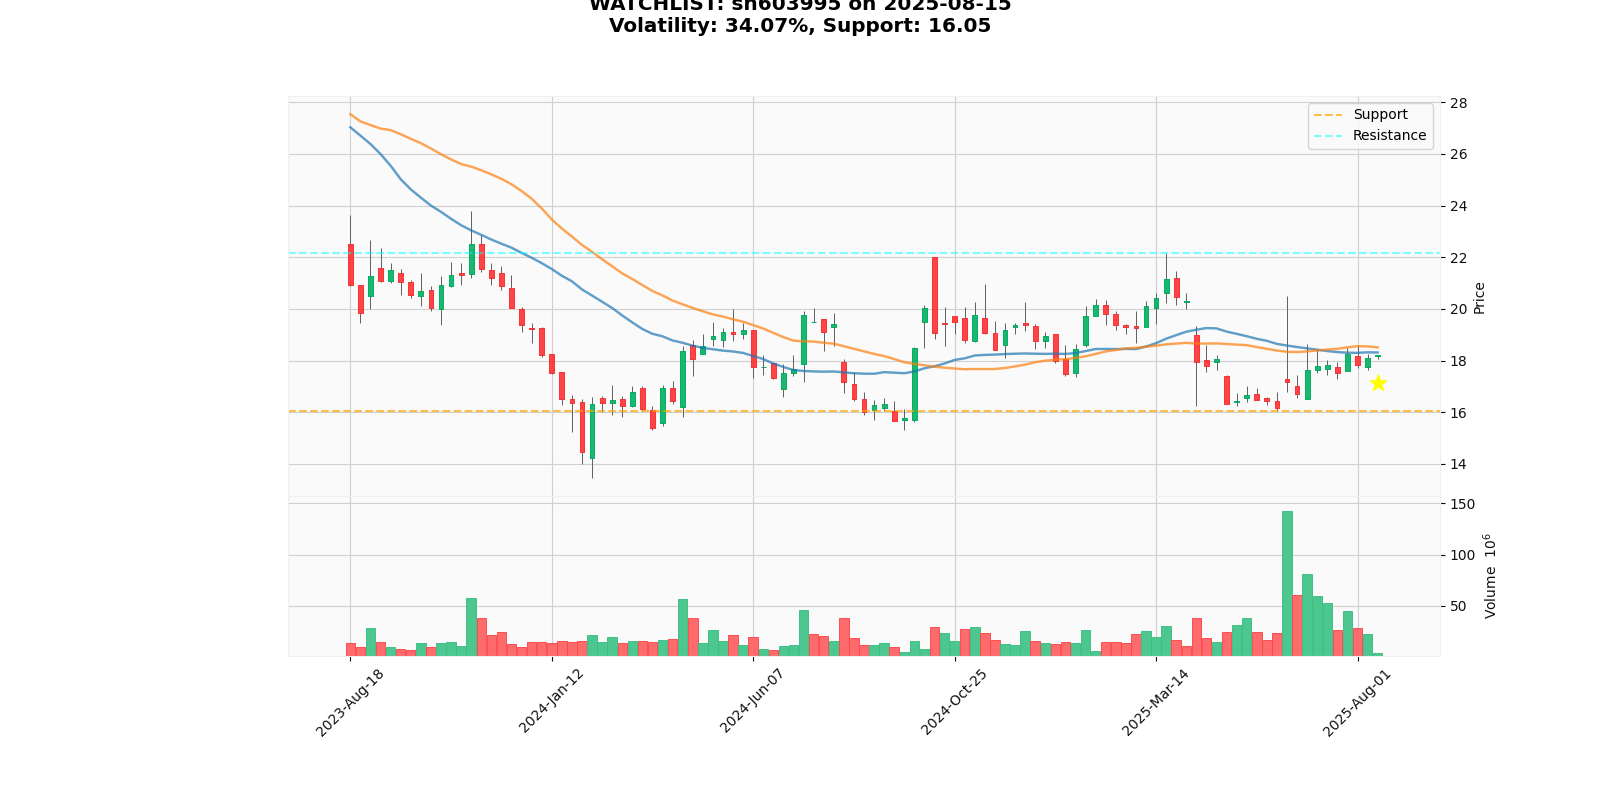 WATCHLIST: sh603995 on 2025-08-15
Volatility: 34.07%, Support: 16.05
Support
Resistance
28
26
24
22
20
18
16
14
Price
150
100
50
Volume 10⁶
2023-Aug-18
2024-Jan-12
2024-Jun-07
2024-Oct-25
2025-Mar-14
2025-Aug-01